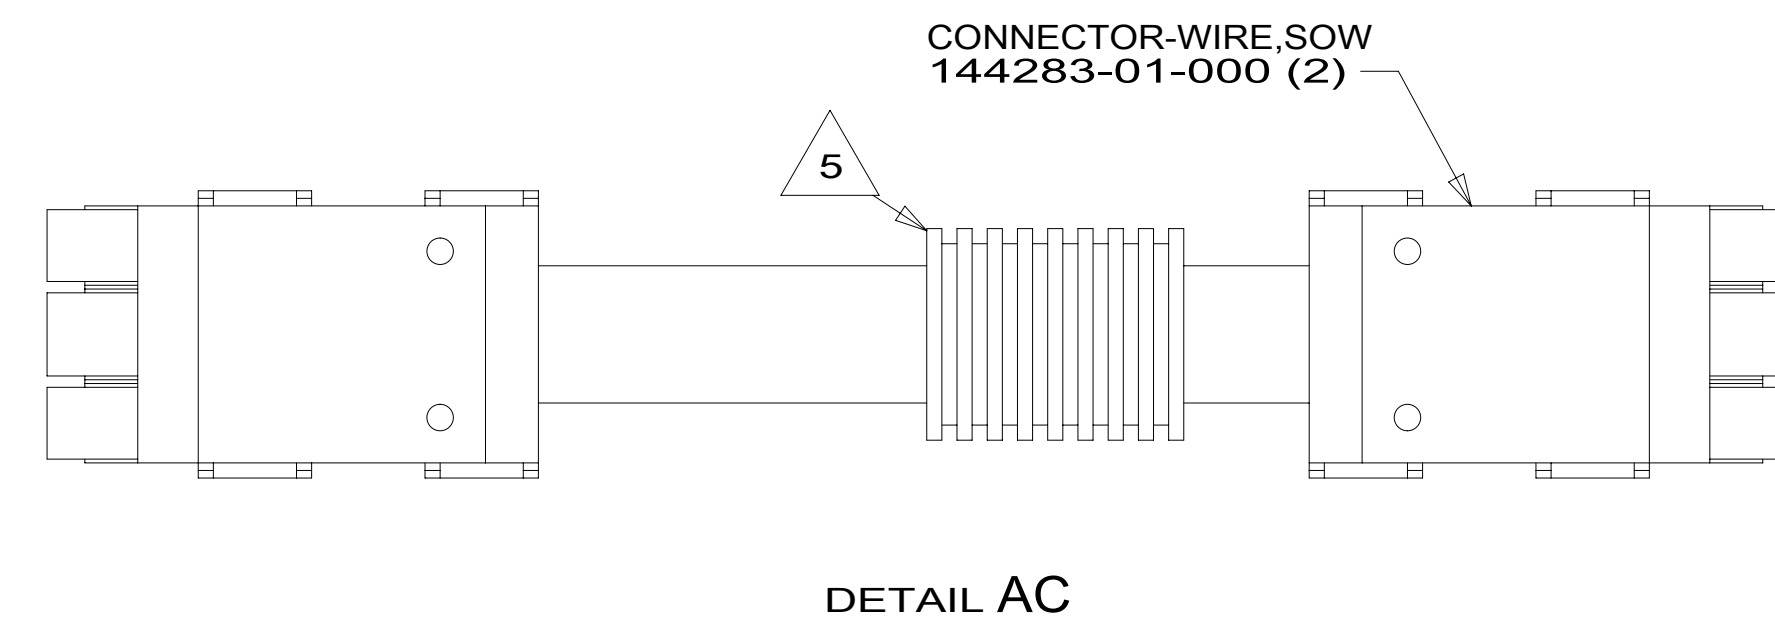 CONNECTOR-WIRE,SOW
144283-01-000 (2)
5
DETAIL AC